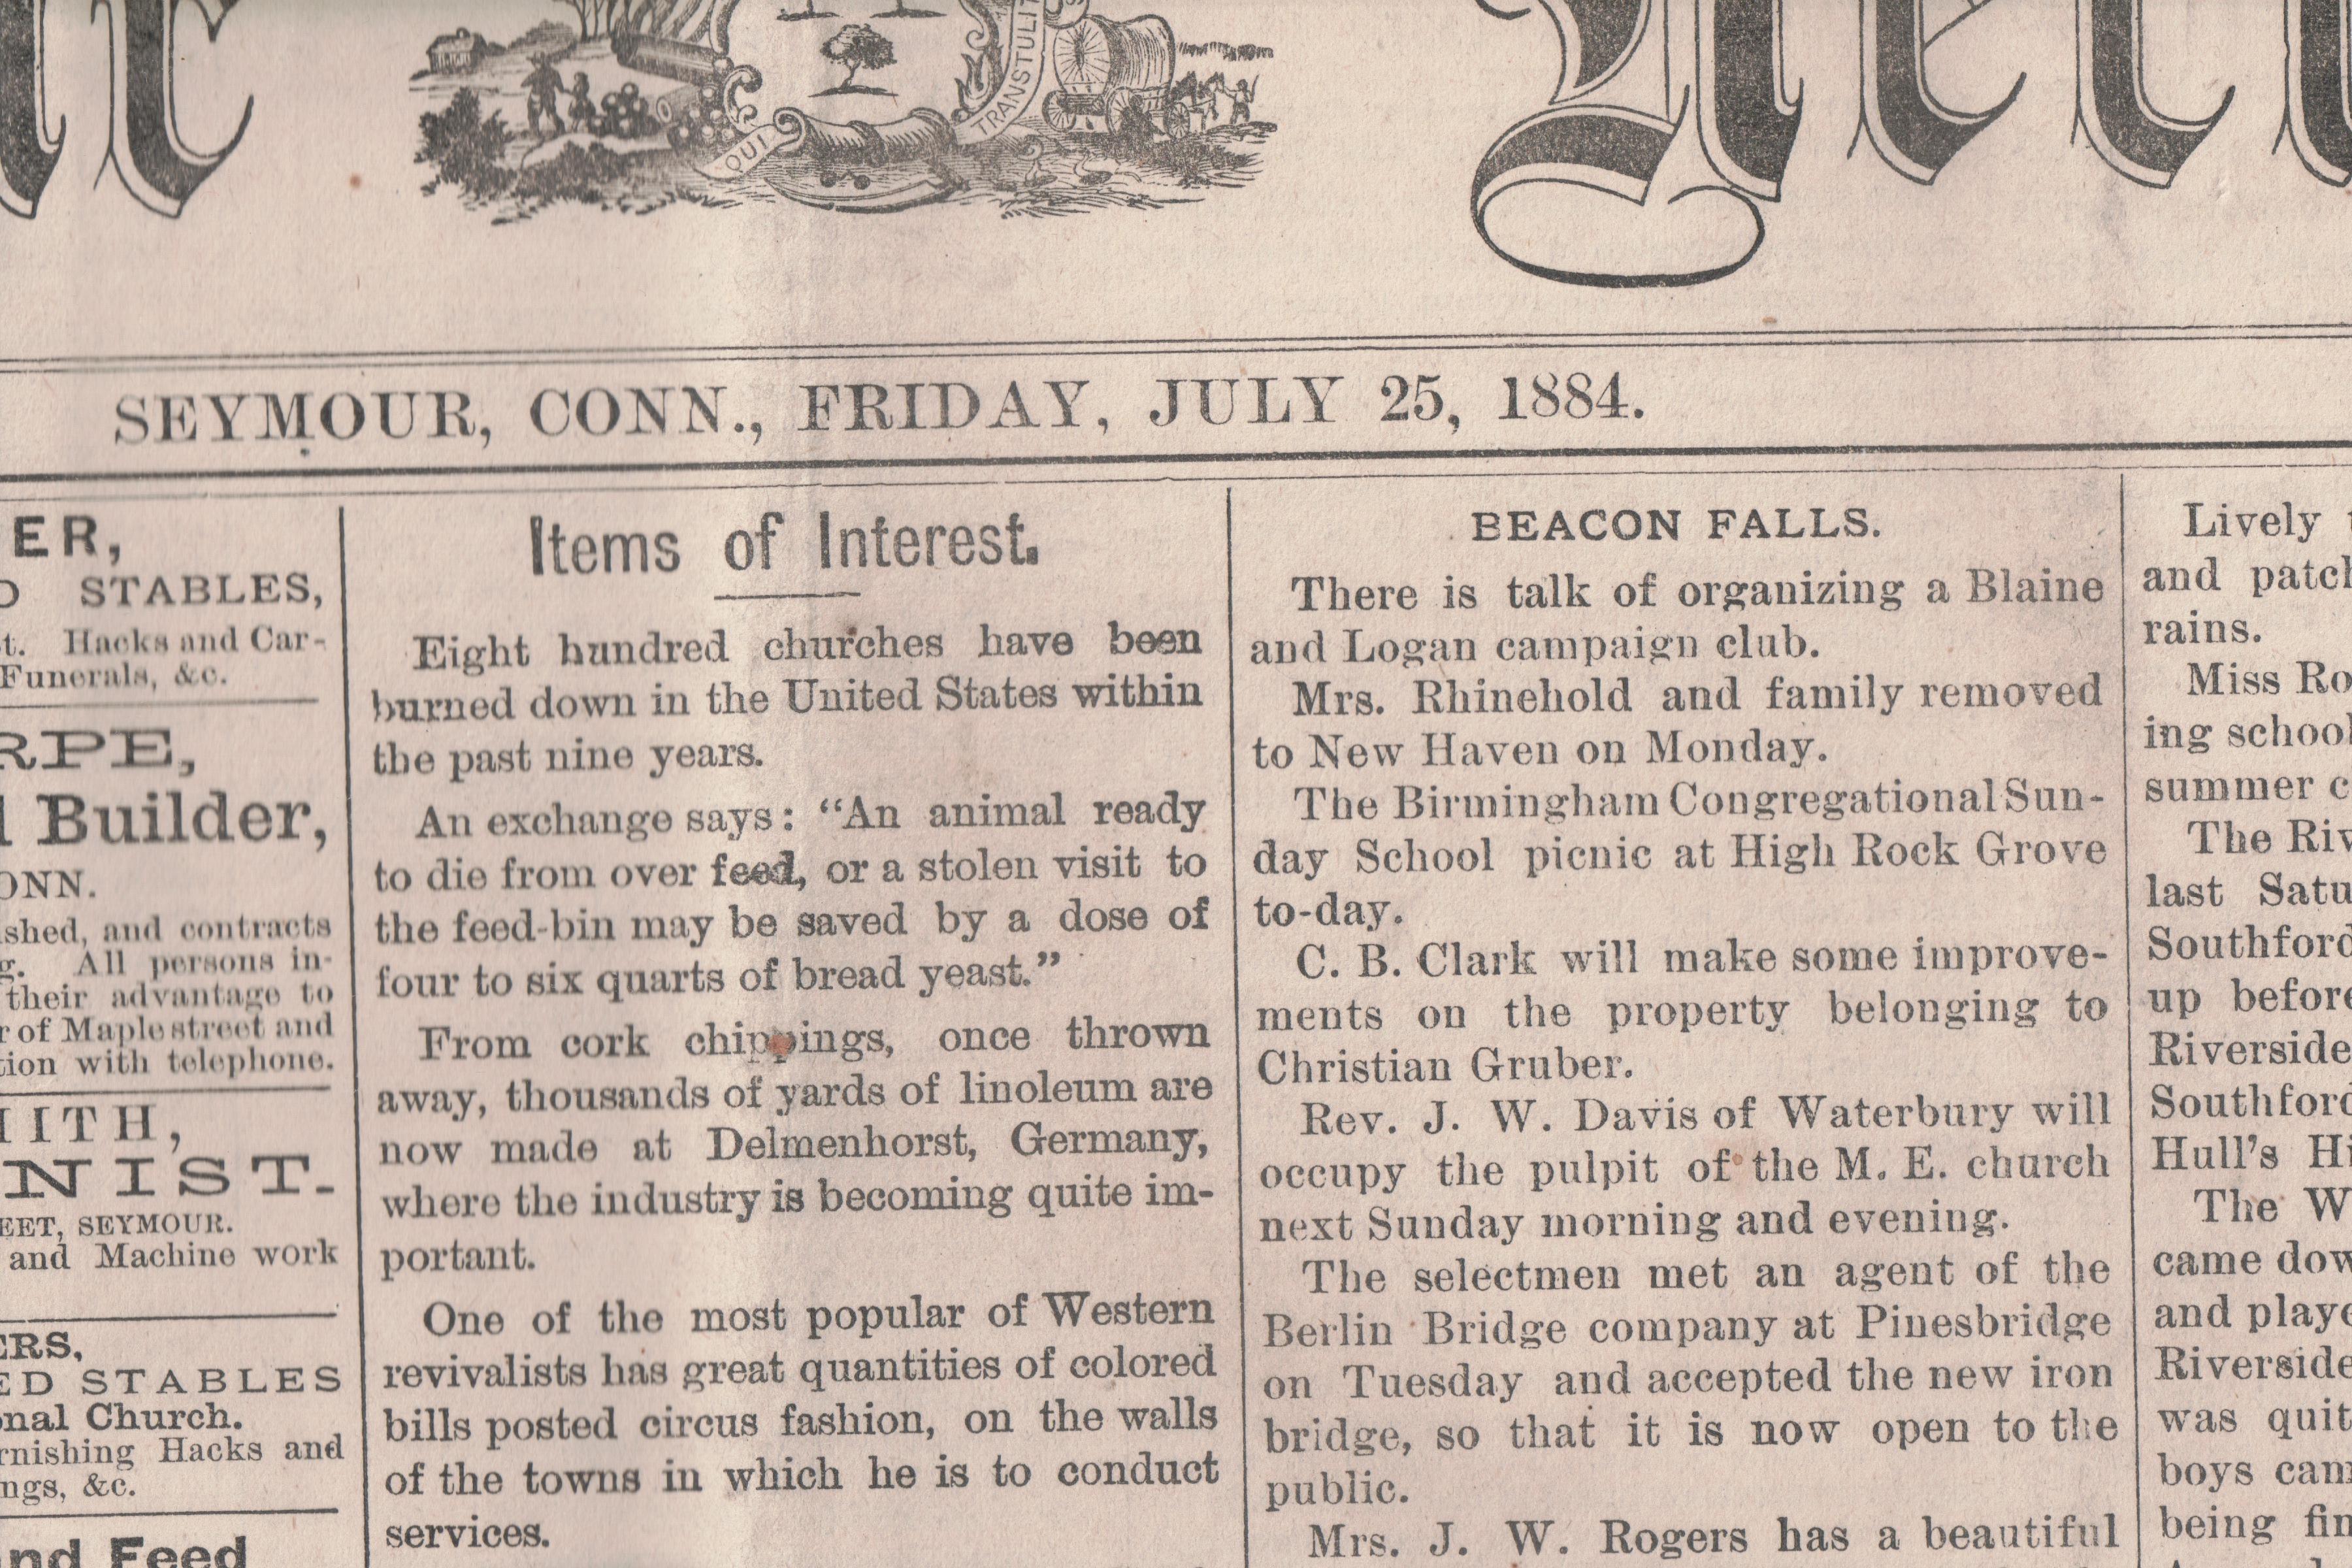 QUI
TRANSTULIT
SEYMOUR, CONN., FRIDAY, JULY 25, 1884.
ER,
STABLES,
Hacks and Car-
Funerals, &c.
RPE,
Builder,
ONN.
shed, and contracts
All persons in-
their advantage to
r of Maple street and
tion with telephone.
ITH,
NIST.
EET, SEYMOUR.
and Machine work
ERS,
ED STABLES
onal Church.
rnishing Hacks and
ngs, &c.
nd Feed
Items of Interest.
Eight hundred churches have been
burned down in the United States within
the past nine years.
An exchange says: “An animal ready
to die from over feed, or a stolen visit to
the feed-bin may be saved by a dose of
four to six quarts of bread yeast.”
From cork chippings, once thrown
away, thousands of yards of linoleum are
now made at Delmenhorst, Germany,
where the industry is becoming quite im-
portant.
One of the most popular of Western
revivalists has great quantities of colored
bills posted circus fashion, on the walls
of the towns in which he is to conduct
services.
BEACON FALLS.
There is talk of organizing a Blaine
and Logan campaign club.
Mrs. Rhinehold and family removed
to New Haven on Monday.
The Birmingham Congregational Sun-
day School picnic at High Rock Grove
to-day.
C. B. Clark will make some improve-
ments on the property belonging to
Christian Gruber.
Rev. J. W. Davis of Waterbury will
occupy the pulpit of the M. E. church
next Sunday morning and evening.
The selectmen met an agent of the
Berlin Bridge company at Pinesbridge
on Tuesday and accepted the new iron
bridge, so that it is now open to the
public.
Mrs. J. W. Rogers has a beautiful
Lively
and patch
rains.
Miss Ro
ing school
summer c
The Riv
last Satu
Southford
up before
Riverside
Southford
Hull's Hi
The W
came dow
and playe
Riverside
was quit
boys cam
being fin